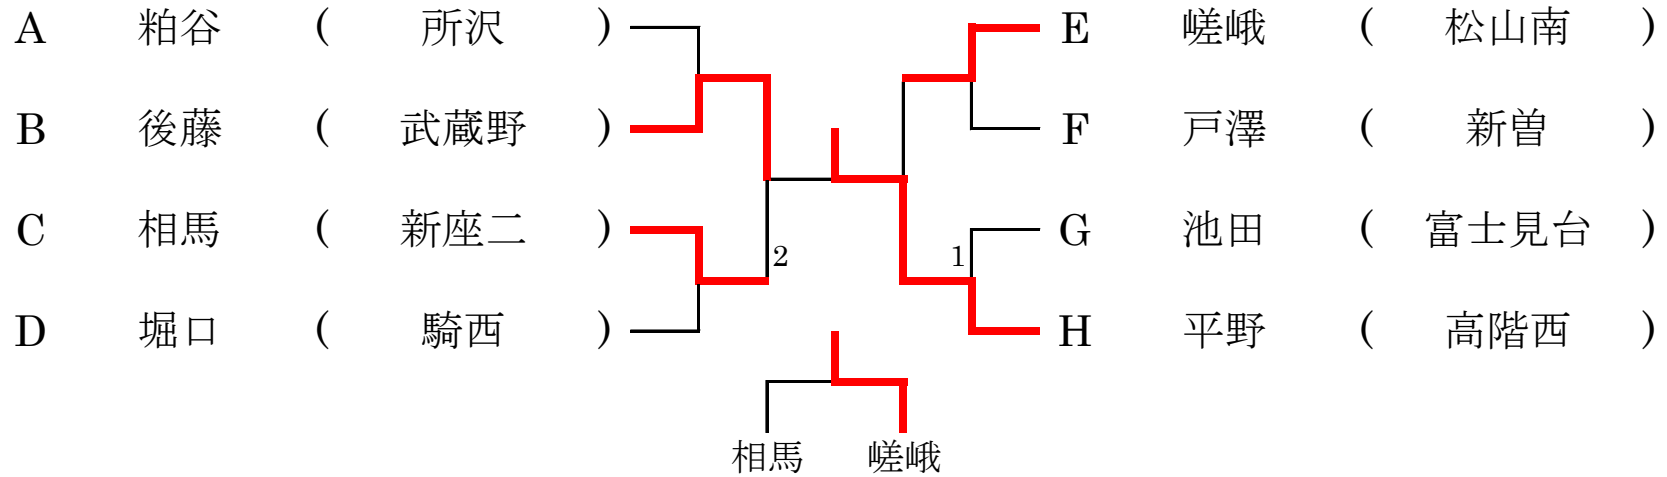 A 粕谷 ( 所沢 ) E 嵯峨 ( 松山南 )
B 後藤 ( 武蔵野 ) F 戸澤 ( 新曽 )
C 相馬 ( 新座二 ) G 池田 ( 富士見台 )
2 1
D 堀口 ( 騎西 ) H 平野 ( 高階西 )
相馬 嵯峨